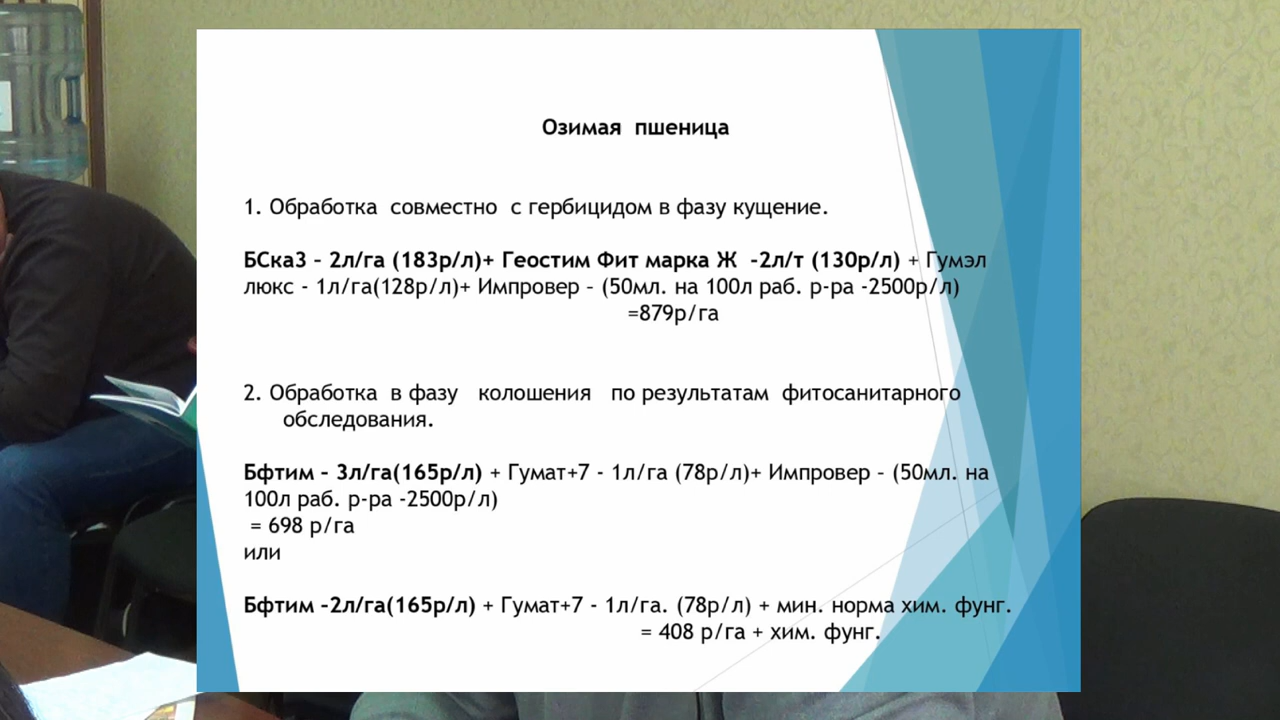 Озимая пшеница
1. Обработка совместно с гербицидом в фазу кущение.
БСка3 – 2л/га (183р/л)+ Геостим Фит марка Ж -2л/т (130р/л) + Гумэл
люкс - 1л/га(128р/л)+ Импровер – (50мл. на 100л раб. р-ра -2500р/л)
=879р/га
2. Обработка в фазу колошения по результатам фитосанитарного
обследования.
Бфтим – 3л/га(165р/л) + Гумат+7 - 1л/га (78р/л)+ Импровер – (50мл. на
100л раб. р-ра -2500р/л)
= 698 р/га
или
Бфтим –2л/га(165р/л) + Гумат+7 - 1л/га. (78р/л) + мин. норма хим. фунг.
= 408 р/га + хим. фунг.